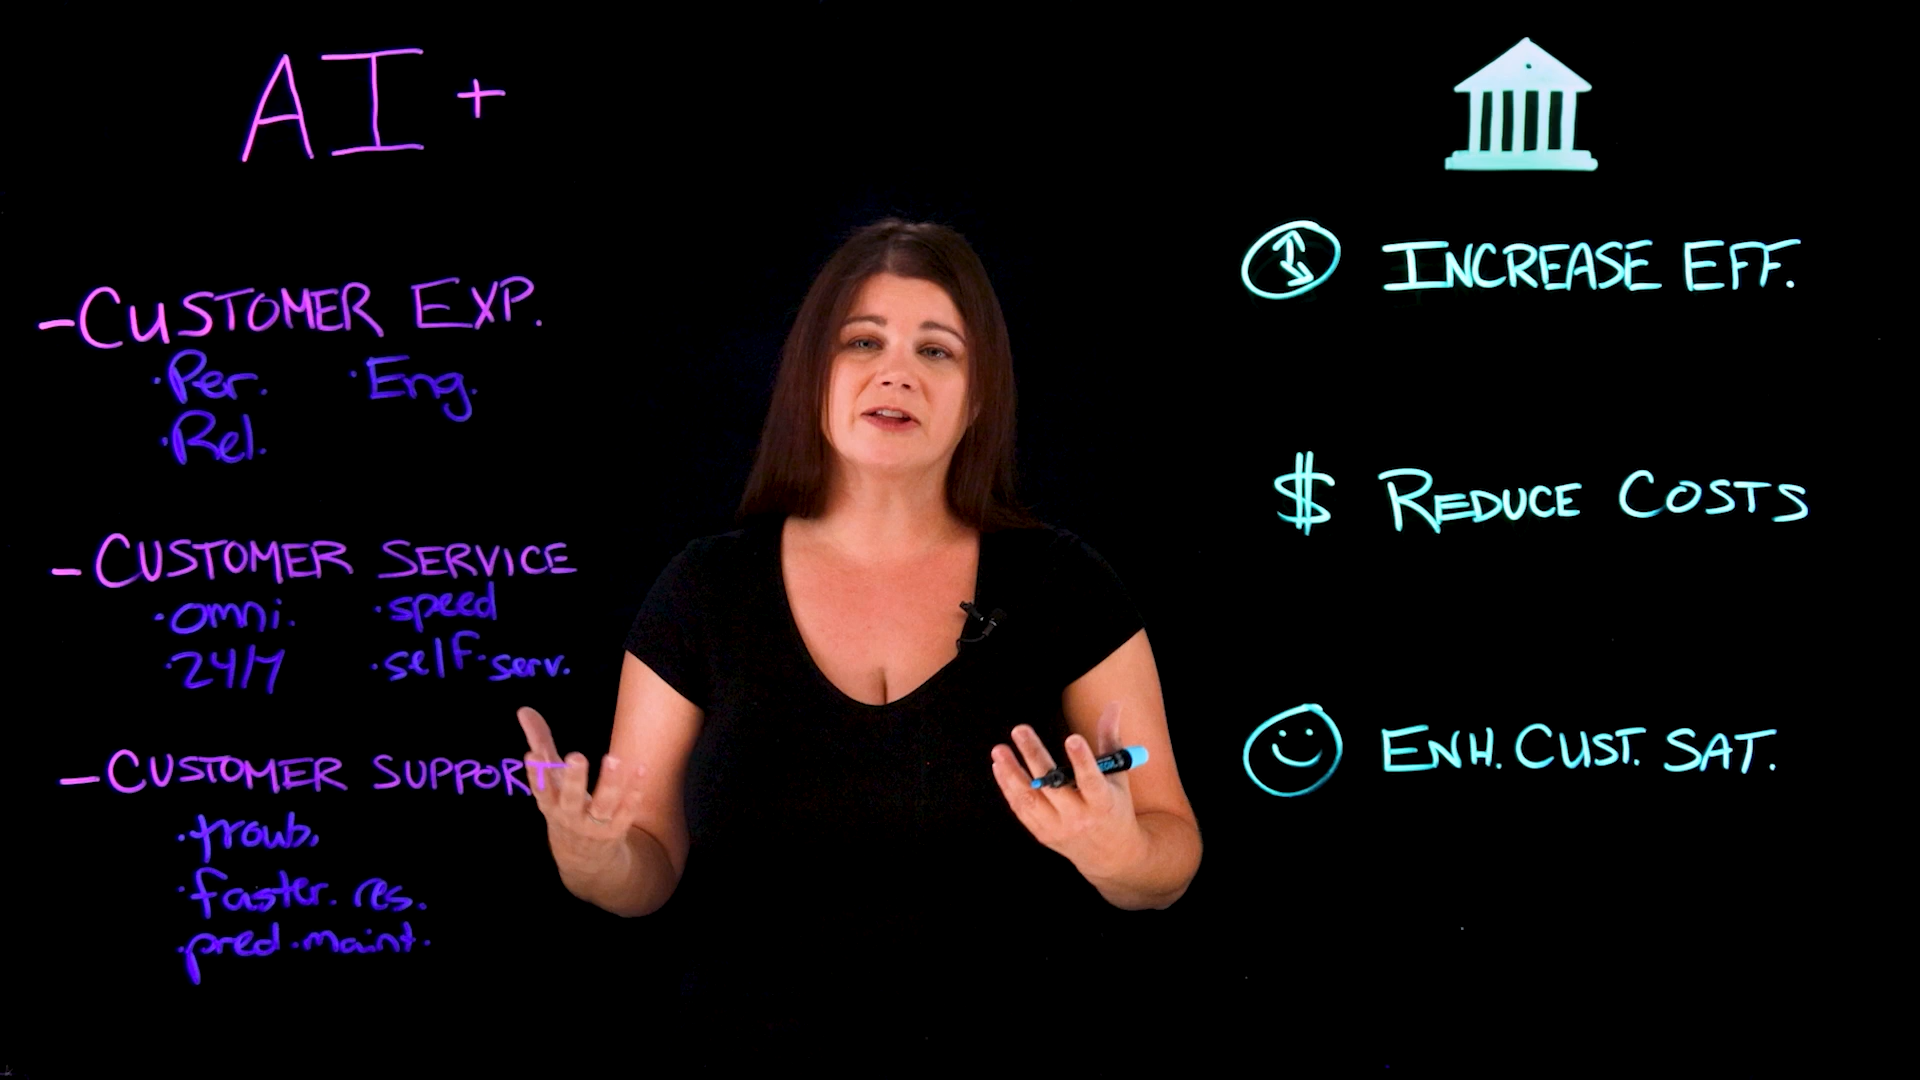 AI +
- CUSTOMER EXP.
· Per. · Eng.
· Rel.
- CUSTOMER SERVICE
· omni. · speed
· 24/7 · self-serv.
- CUSTOMER SUPPORT
· troub.
· faster. res.
· pred. maint.
INCREASE EFF.
$ REDUCE COSTS
ENH. CUST. SAT.